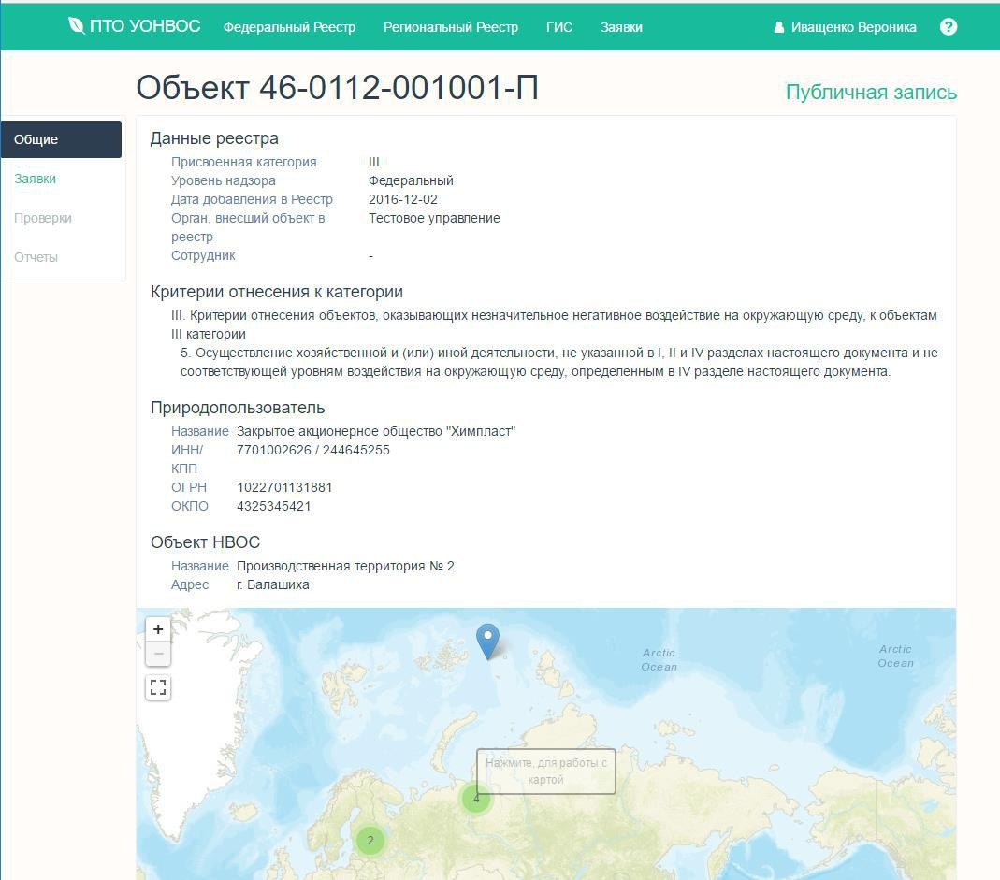 ПТО УОНВОС Федеральный Реестр Региональный Реестр ГИС Заявки Иващенко Вероника ?
Объект 46-0112-001001-П
Публичная запись
Общие
Заявки
Проверки
Отчеты
Данные реестра
Присвоенная категория III
Уровень надзора Федеральный
Дата добавления в Реестр 2016-12-02
Орган, внесший объект в Тестовое управление
реестр
Сотрудник -
Критерии отнесения к категории
III. Критерии отнесения объектов, оказывающих незначительное негативное воздействие на окружающую среду, к объектам
III категории
5. Осуществление хозяйственной и (или) иной деятельности, не указанной в I, II и IV разделах настоящего документа и не
соответствующей уровням воздействия на окружающую среду, определенным в IV разделе настоящего документа.
Природопользователь
Название Закрытое акционерное общество "Химпласт"
ИНН/ 7701002626 / 244645255
КПП
ОГРН 1022701131881
ОКПО 4325345421
Объект НВОС
Название Производственная территория № 2
Адрес г. Балашиха
+
−
Arctic
Ocean
Arctic
Ocean
Нажмите, для работы с
картой
4
2